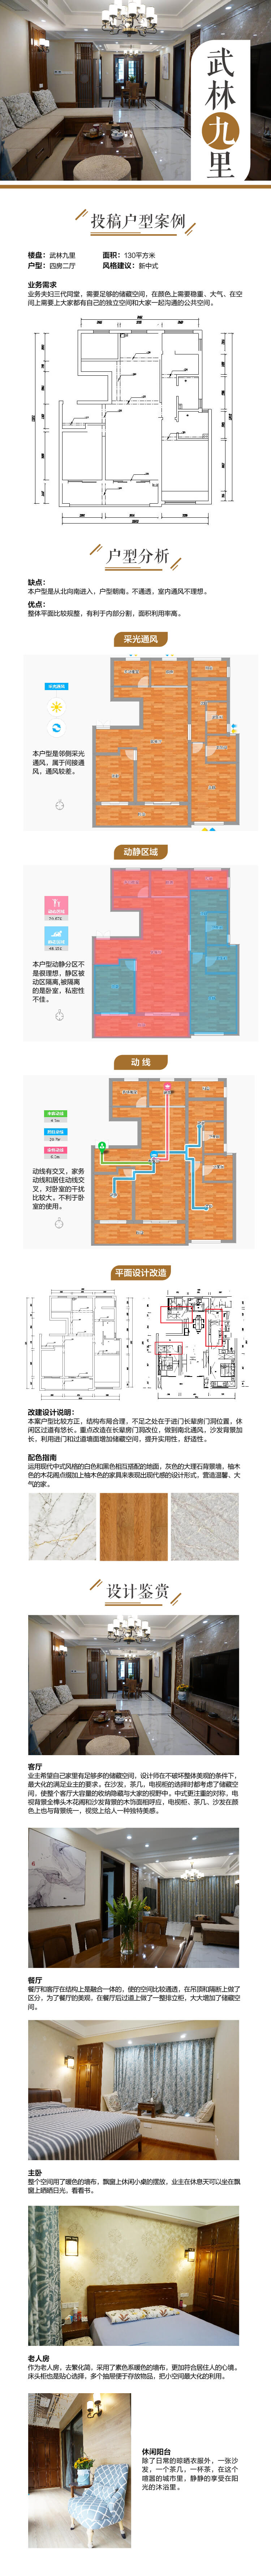 武林九里
投稿户型案例
楼盘：武林九里
面积：130平方米
户型：四房二厅
风格建议：新中式
业务需求
业务夫妇三代同堂，需要足够的储藏空间，在颜色上需要稳重、大气、在空
间上需要上大家都有自己的独立空间和大家一起沟通的公共空间。
户型分析
缺点：
本户型是从北向南进入，户型朝南。不通透，室内通风不理想。
优点：
整体平面比较规整，有利于内部分割，面积利用率高。
采光通风
采光通风
本户型是邻侧采光
通风，属于间接通
风，通风较差。
动静区域
本户型动静分区不
是很理想，静区被
动区隔离,被隔离
的是卧室，私密性
不佳。
动 线
动线有交叉，家务
动线和居住动线交
叉，对卧室的干扰
比较大，不利于卧
室的使用。
平面设计改造
改建设计说明：
本案户型比较方正，结构布局合理，不足之处在于进门长辈房门洞位置，休
闲区过道有悠长。重点改造在长辈房门洞改位，做到南北通风，沙发背景加
长，利用进门和过道墙面增加储藏空间，提升实用性，舒适性。
配色指南
运用现代中式风格的白色和黑色相互搭配的地面，灰色的大理石背景墙，柚木
色的木花阁点缀加上柚木色的家具来表现出现代感的设计形式，营造温馨、大
气的家。
设计鉴赏
客厅
业主希望自己家里有足够多的储藏空间，设计师在不破坏整体美观的条件下，
最大化的满足业主的要求。在沙发，茶几，电视柜的选择时都考虑了储藏空
间，使整个客厅大容量的收纳隐藏与大家的视野中。中式更注重的对称，电
视背景全榫头木花阁和沙发背景的木饰面相呼应，电视柜、茶几、沙发在颜
色上也与背景统一，视觉上给人一种独特美感。
餐厅
餐厅和客厅在结构上是融合一体的，使的空间比较通透，在吊顶和隔断上做了
区分，为了餐厅的美观，在餐厅后过道上做了一整排立柜，大大增加了储藏空
间。
主卧
整个空间用了暖色的墙布，飘窗上休闲小桌的摆放，业主在休息天可以坐在飘
窗上晒晒日光，看看书。
老人房
作为老人房，去繁化简，采用了素色系暖色的墙布，更加符合居住人的心境。
床头柜也是贴心选择，多个抽屉便于存放物品，把小空间最大化的利用。
休闲阳台
除了日常的晾晒衣服外，一张沙
发，一个茶几，一杯茶，在这个
喧嚣的城市里，静静的享受在阳
光的沐浴里。